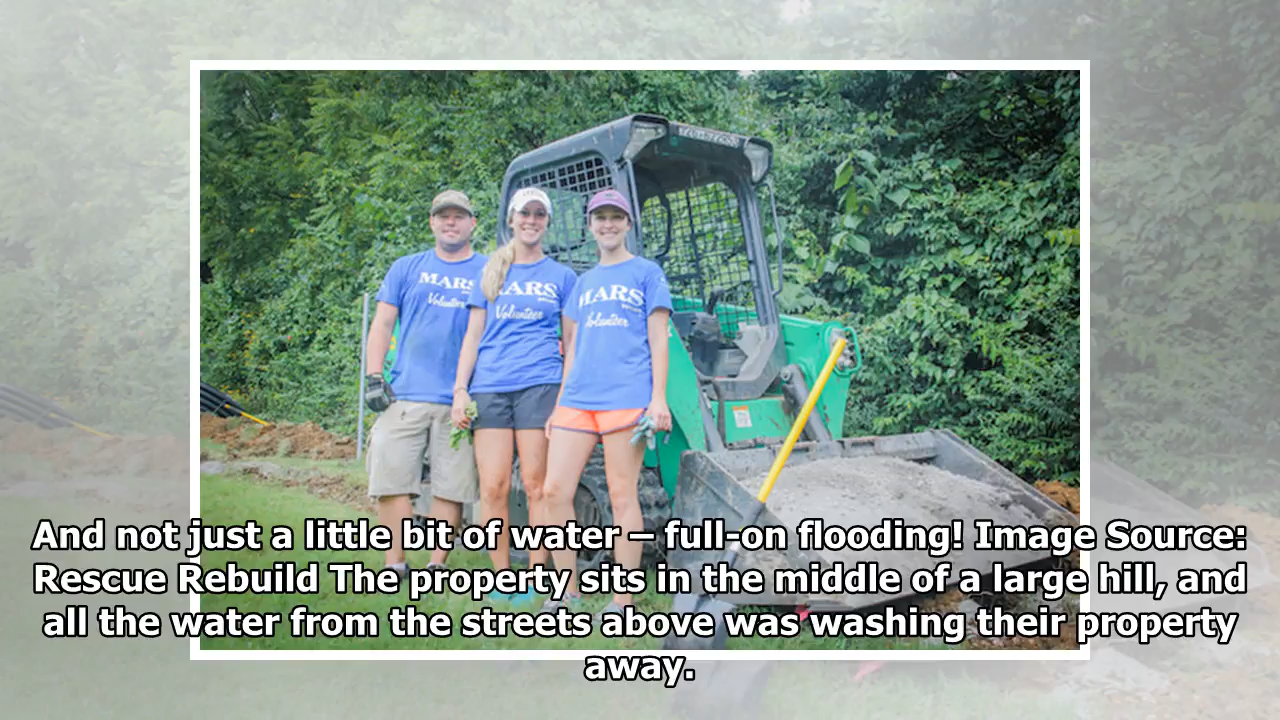 MARS
Volunteer
MARS
Volunteer
MARS
Volunteer
And not just a little bit of water – full-on flooding! Image Source:
Rescue Rebuild The property sits in the middle of a large hill, and
all the water from the streets above was washing their property
away.